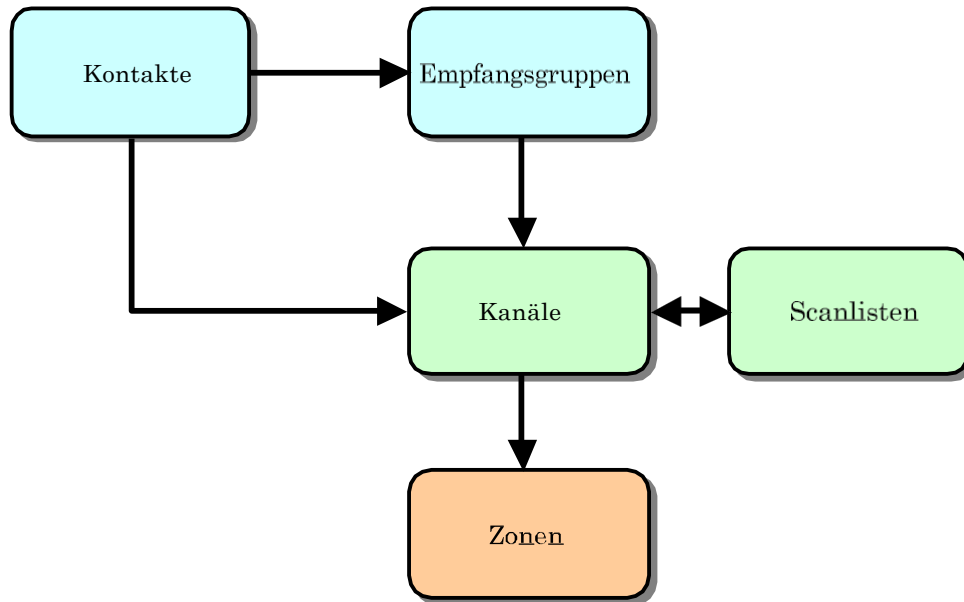 Kontakte
Empfangsgruppen
Kanäle
Scanlisten
Zonen